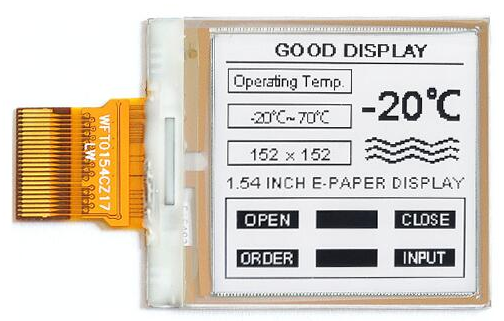 GOOD DISPLAY
Operating Temp.
-20℃~70℃
-20℃
152 x 152
1.54 INCH E-PAPER DISPLAY
OPEN
CLOSE
ORDER
INPUT
WFT0154CZ17
LW